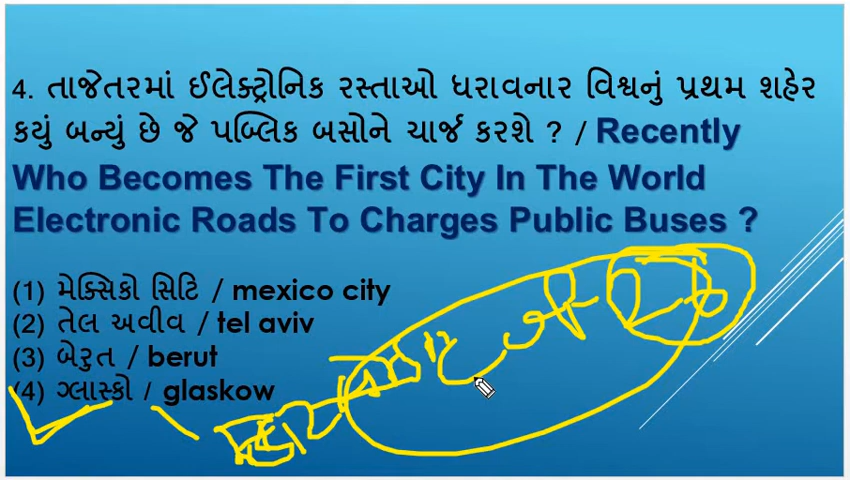 4. તાજેતરમાં ઈલેક્ટ્રોનિક રસ્તાઓ ધરાવનાર વિશ્વનું પ્રથમ શહેર
કયું બન્યું છે જે પબ્લિક બસોને ચાર્જ કરશે ? / Recently
Who Becomes The First City In The World
Electronic Roads To Charges Public Buses ?
(1) મેક્સિકો સિટિ / mexico city
(2) તેલ અવીવ / tel aviv
(3) બેરુત / berut
(4) ગ્લાસ્કો / glaskow